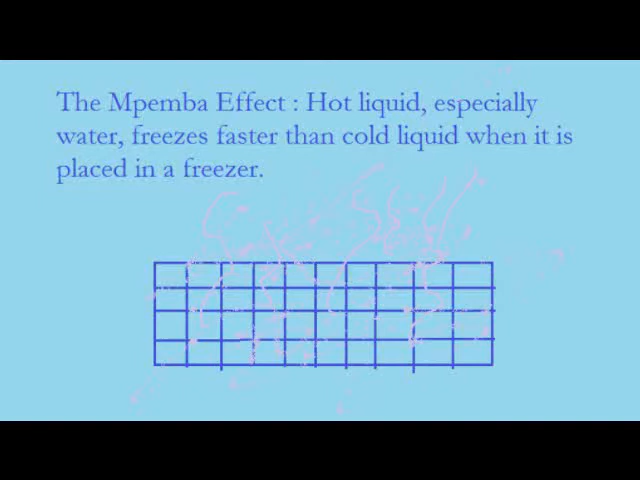 The Mpemba Effect : Hot liquid, especially
water, freezes faster than cold liquid when it is
placed in a freezer.